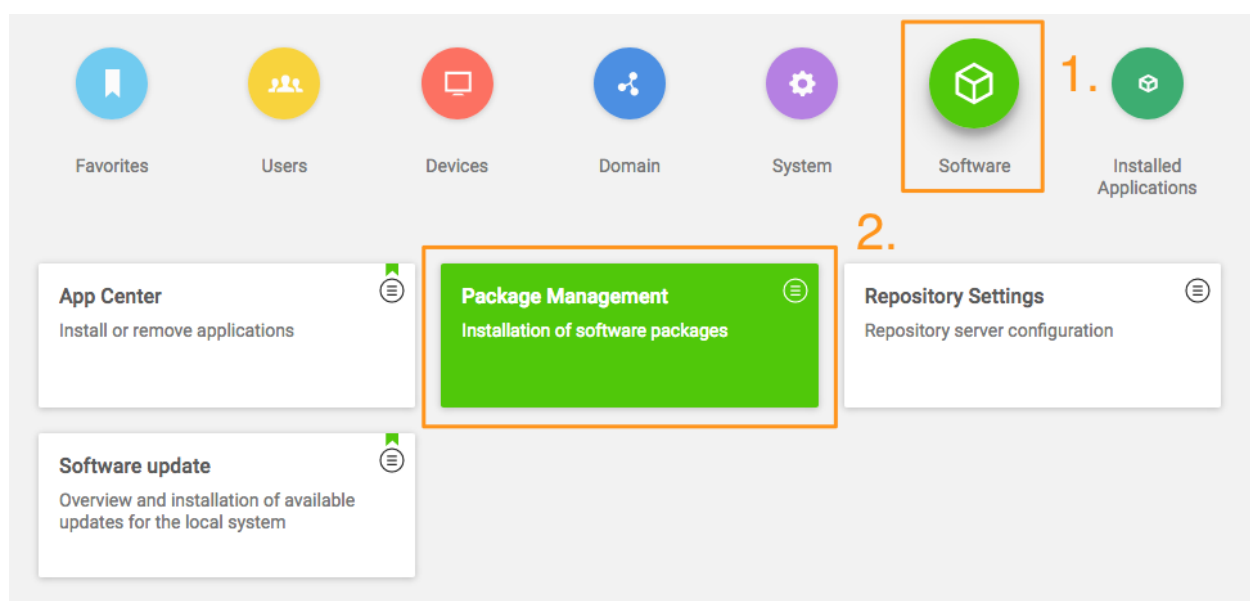 1.
Favorites
Users
Devices
Domain
System
Software
Installed
Applications
2.
App Center
Install or remove applications
Package Management
Installation of software packages
Repository Settings
Repository server configuration
Software update
Overview and installation of available
updates for the local system